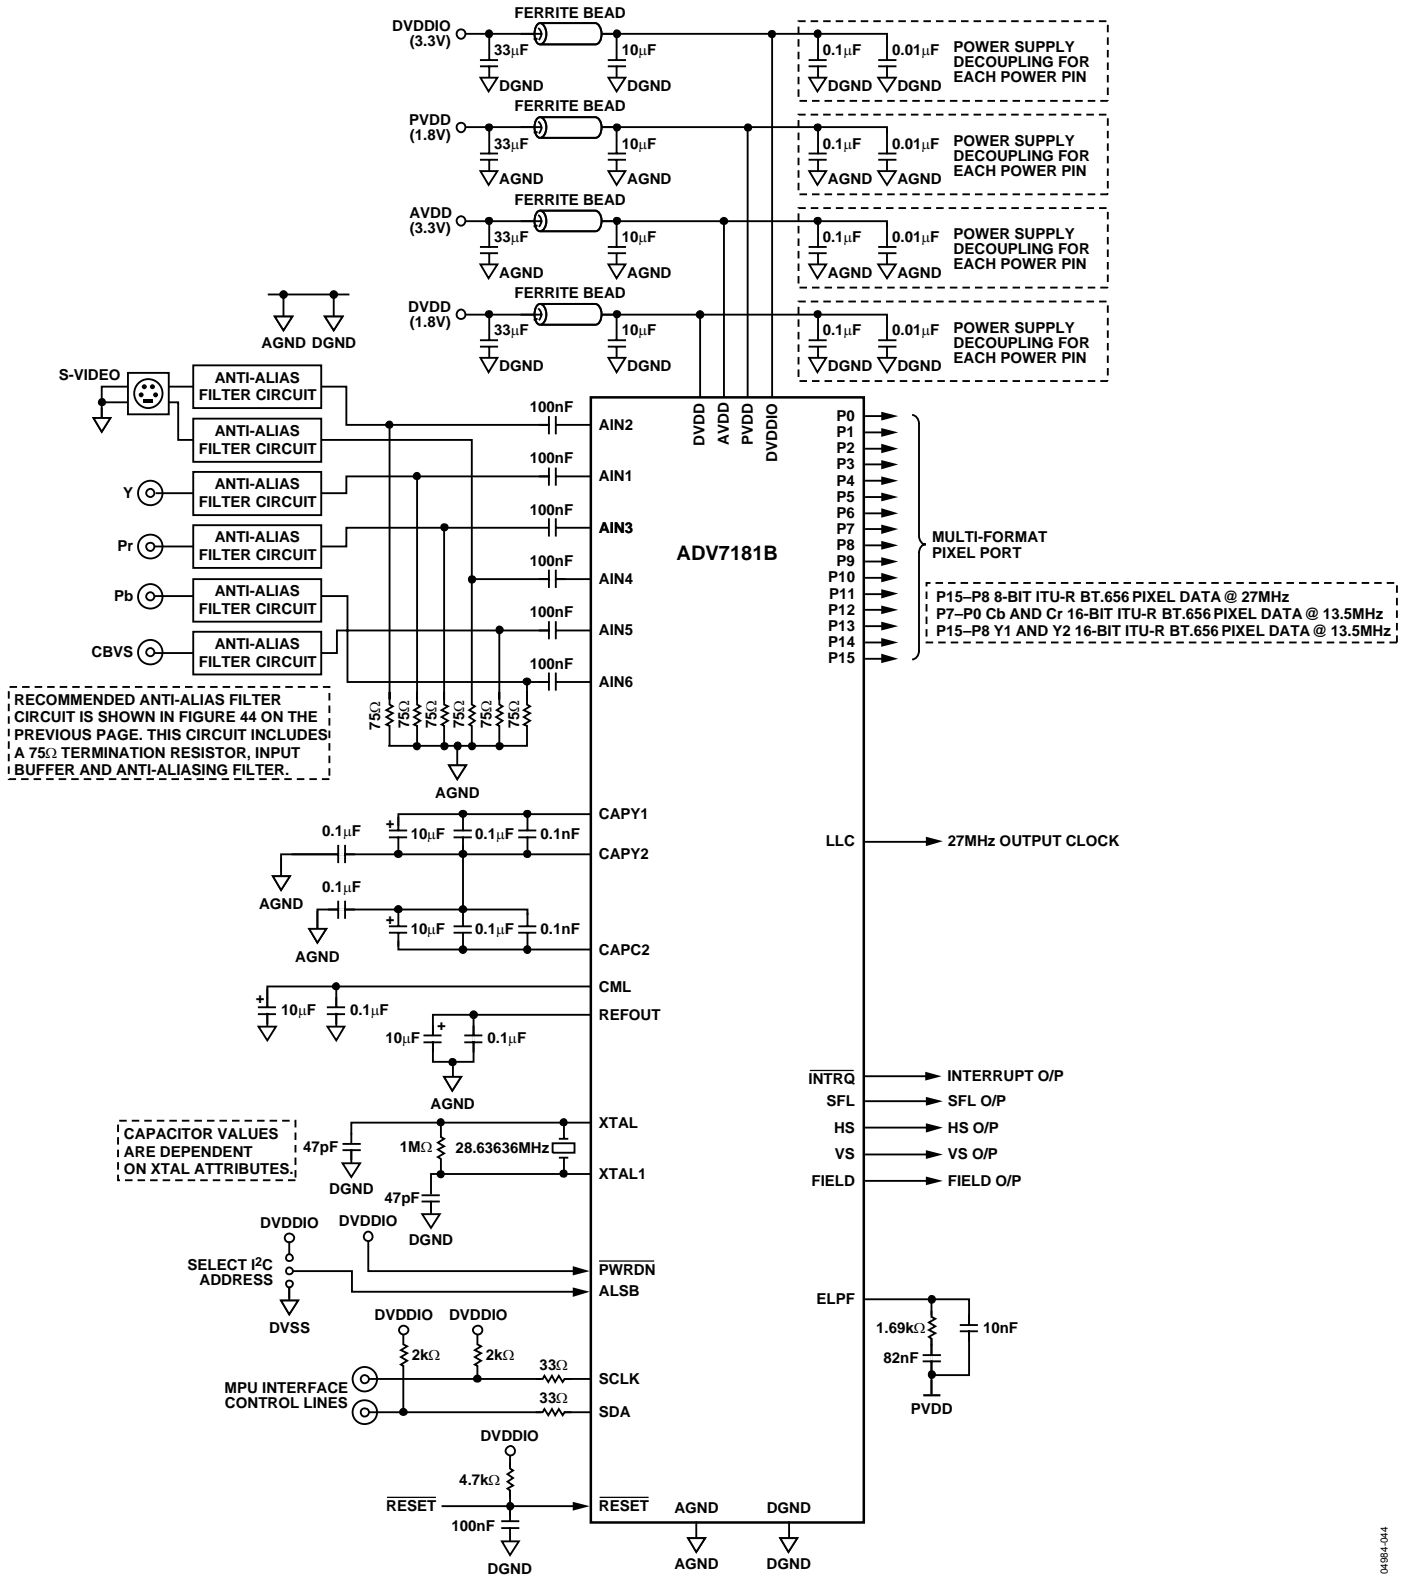 FERRITE BEAD
DVDDIO
(3.3V)
33μF
10μF
0.1μF
0.01μF
DGND
DGND
DGND
DGND
POWER SUPPLY
DECOUPLING FOR
EACH POWER PIN
FERRITE BEAD
PVDD
(1.8V)
33μF
10μF
0.1μF
0.01μF
AGND
AGND
AGND
AGND
POWER SUPPLY
DECOUPLING FOR
EACH POWER PIN
FERRITE BEAD
AVDD
(3.3V)
33μF
10μF
0.1μF
0.01μF
AGND
AGND
AGND
AGND
POWER SUPPLY
DECOUPLING FOR
EACH POWER PIN
FERRITE BEAD
DVDD
(1.8V)
33μF
10μF
0.1μF
0.01μF
DGND
DGND
DGND
DGND
POWER SUPPLY
DECOUPLING FOR
EACH POWER PIN
AGND DGND
S-VIDEO
ANTI-ALIAS
FILTER CIRCUIT
ANTI-ALIAS
FILTER CIRCUIT
Y
ANTI-ALIAS
FILTER CIRCUIT
Pr
ANTI-ALIAS
FILTER CIRCUIT
Pb
ANTI-ALIAS
FILTER CIRCUIT
CBVS
ANTI-ALIAS
FILTER CIRCUIT
100nF
AIN2
100nF
AIN1
100nF
AIN3
100nF
AIN4
100nF
AIN5
100nF
AIN6
75Ω
75Ω
75Ω
75Ω
75Ω
75Ω
AGND
RECOMMENDED ANTI-ALIAS FILTER
CIRCUIT IS SHOWN IN FIGURE 44 ON THE
PREVIOUS PAGE. THIS CIRCUIT INCLUDES
A 75Ω TERMINATION RESISTOR, INPUT
BUFFER AND ANTI-ALIASING FILTER.
DVDD
AVDD
PVDD
DVDDIO
ADV7181B
P0
P1
P2
P3
P4
P5
P6
P7
P8
P9
P10
P11
P12
P13
P14
P15
MULTI-FORMAT
PIXEL PORT
P15–P8 8-BIT ITU-R BT.656 PIXEL DATA @ 27MHz
P7–P0 Cb AND Cr 16-BIT ITU-R BT.656 PIXEL DATA @ 13.5MHz
P15–P8 Y1 AND Y2 16-BIT ITU-R BT.656 PIXEL DATA @ 13.5MHz
CAPY1
0.1μF
+
10μF
0.1μF
0.1nF
CAPY2
AGND
0.1μF
+
10μF
0.1μF
0.1nF
AGND
CAPC2
LLC
27MHz OUTPUT CLOCK
CML
+
10μF
0.1μF
REFOUT
10μF
+
0.1μF
AGND
INTRQ
INTERRUPT O/P
SFL
SFL O/P
HS
HS O/P
VS
VS O/P
FIELD
FIELD O/P
CAPACITOR VALUES
ARE DEPENDENT
ON XTAL ATTRIBUTES.
XTAL
47pF
1MΩ
28.63636MHz
DGND
XTAL1
47pF
DGND
DVDDIO
DVDDIO
SELECT I²C
ADDRESS
DVSS
PWRDN
ALSB
ELPF
1.69kΩ
10nF
82nF
PVDD
DVDDIO
DVDDIO
2kΩ
2kΩ
MPU INTERFACE
CONTROL LINES
33Ω
SCLK
33Ω
SDA
DVDDIO
4.7kΩ
RESET
RESET
100nF
DGND
AGND
DGND
AGND
DGND
04984-044